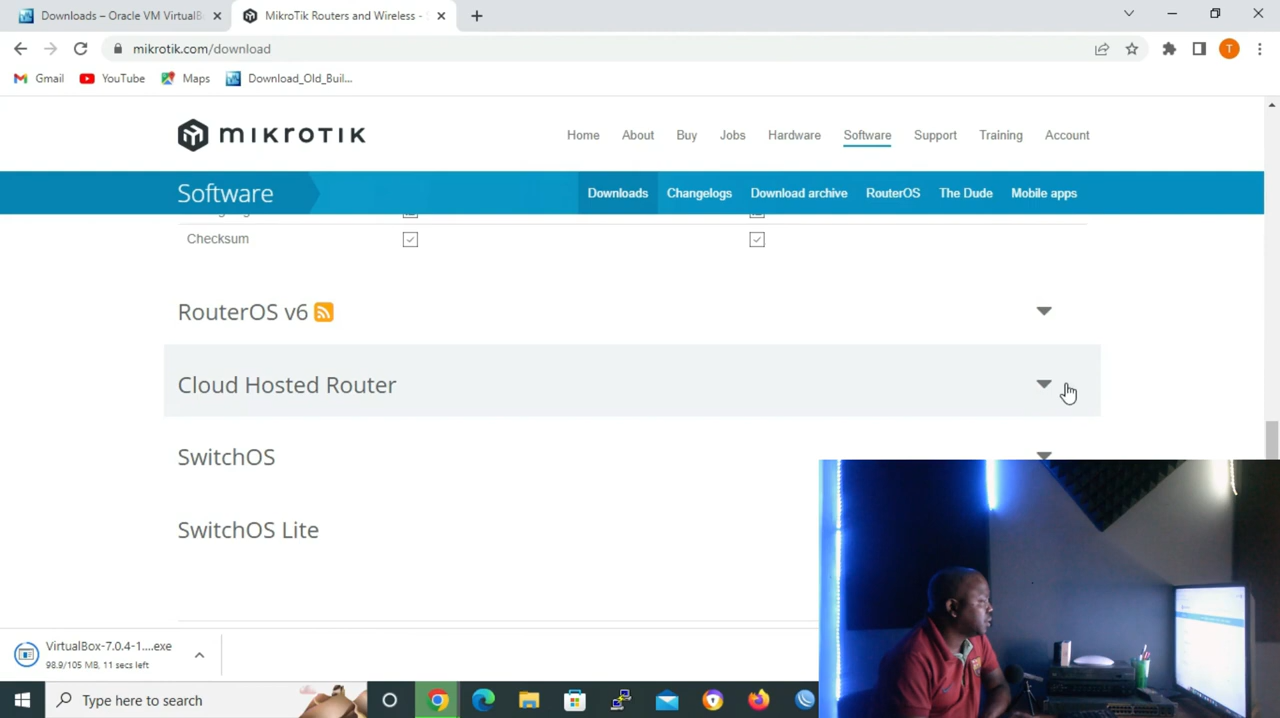 Downloads – Oracle VM VirtualB
MikroTik Routers and Wireless - S
mikrotik.com/download
Gmail
YouTube
Maps
Download_Old_Buil...
mikrotik
Home
About
Buy
Jobs
Hardware
Software
Support
Training
Account
Software
Downloads
Changelogs
Download archive
RouterOS
The Dude
Mobile apps
Checksum
RouterOS v6
Cloud Hosted Router
SwitchOS
SwitchOS Lite
VirtualBox-7.0.4-1....exe
98.9/105 MB, 11 secs left
Type here to search
T